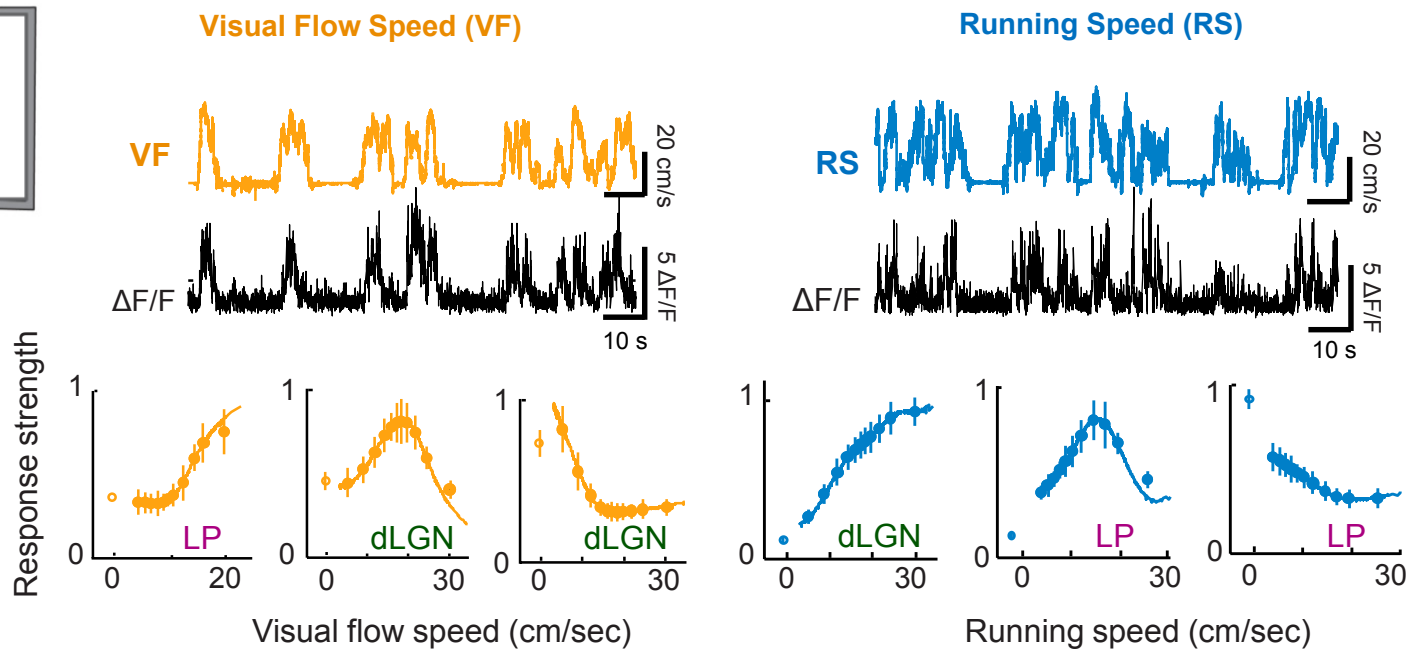 Visual Flow Speed (VF)
Running Speed (RS)
VF
20 cm/s
ΔF/F
5 ΔF/F
10 s
RS
20 cm/s
ΔF/F
5 ΔF/F
10 s
Response strength
1
0
LP
0 20
1
0
dLGN
0 30
1
0
dLGN
0 30
1
0
dLGN
0 30
1
0
LP
0 30
1
0
LP
0 30
Visual flow speed (cm/sec)
Running speed (cm/sec)